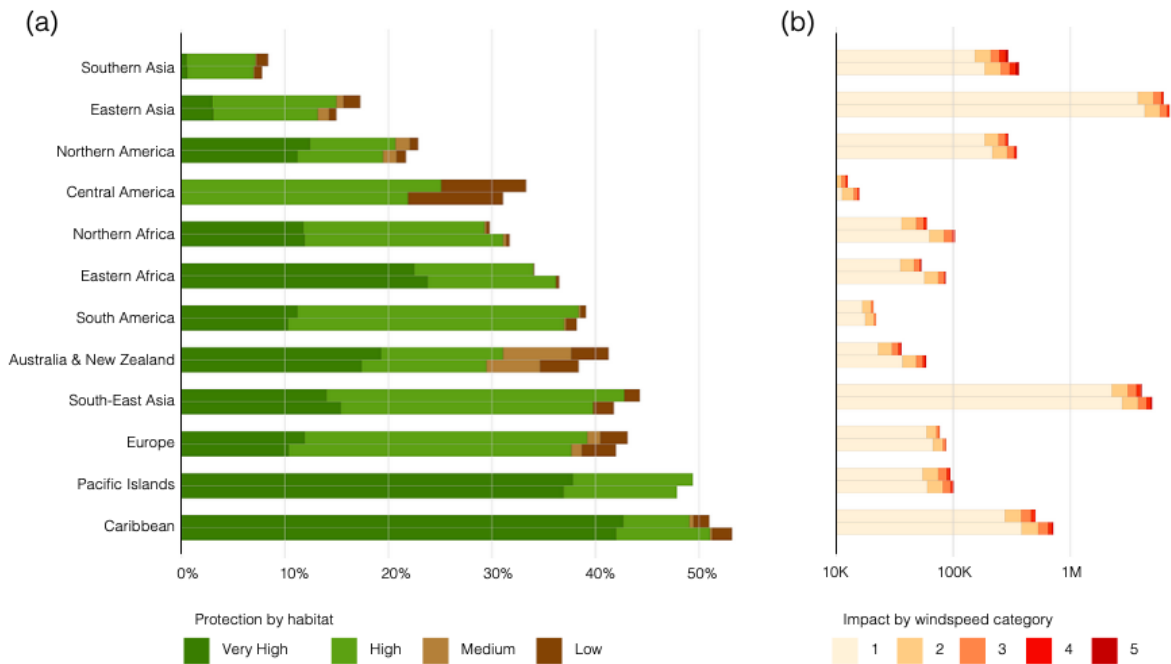 (a)
Southern Asia
Eastern Asia
Northern America
Central America
Northern Africa
Eastern Africa
South America
Australia & New Zealand
South-East Asia
Europe
Pacific Islands
Caribbean
0% 10% 20% 30% 40% 50%
Protection by habitat
Very High High Medium Low
(b)
10K 100K 1M
Impact by windspeed category
1 2 3 4 5